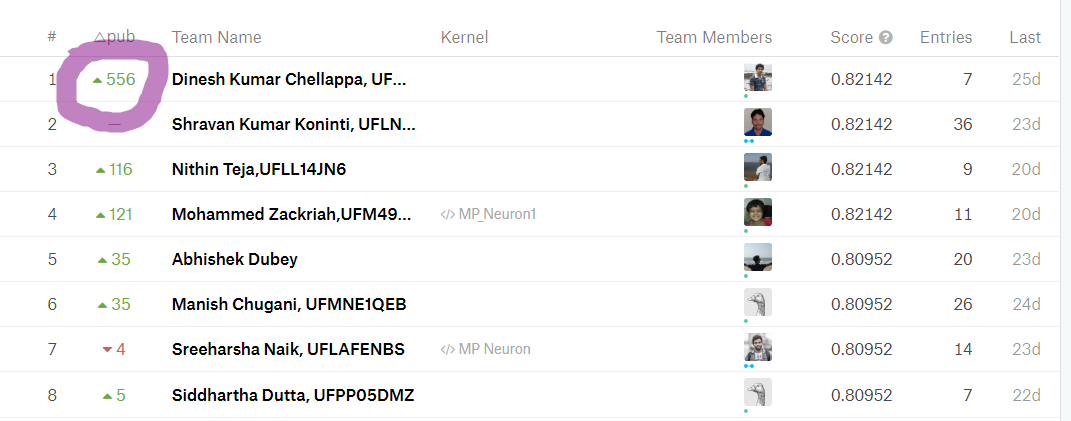 # △pub Team Name Kernel Team Members Score ? Entries Last
1 ▲ 556 Dinesh Kumar Chellappa, UF... 0.82142 7 25d
2 — Shravan Kumar Koninti, UFLN... 0.82142 36 23d
3 ▲ 116 Nithin Teja,UFLL14JN6 0.82142 9 20d
4 ▲ 121 Mohammed Zackriah,UFM49... </> MP_Neuron1 0.82142 11 20d
5 ▲ 35 Abhishek Dubey 0.80952 20 23d
6 ▲ 35 Manish Chugani, UFMNE1QEB 0.80952 26 24d
7 ▼ 4 Sreeharsha Naik, UFLAFENBS </> MP Neuron 0.80952 14 23d
8 ▲ 5 Siddhartha Dutta, UFPP05DMZ 0.80952 7 22d